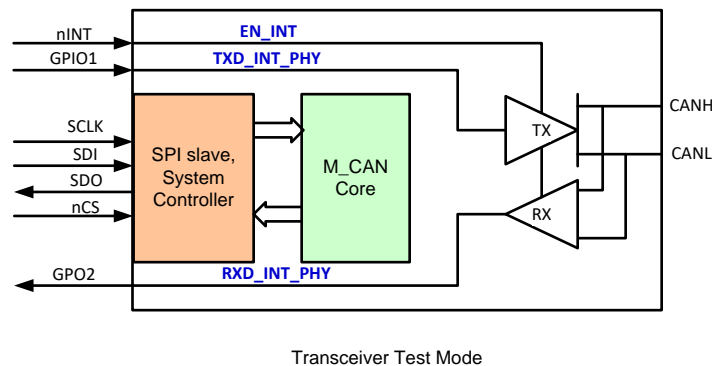 nINT
EN_INT
GPIO1
TXD_INT_PHY
CANH
SCLK
TX
SPI slave,
System
Controller
M_CAN
Core
CANL
SDI
SDO
nCS
RX
GPO2
RXD_INT_PHY
Transceiver Test Mode